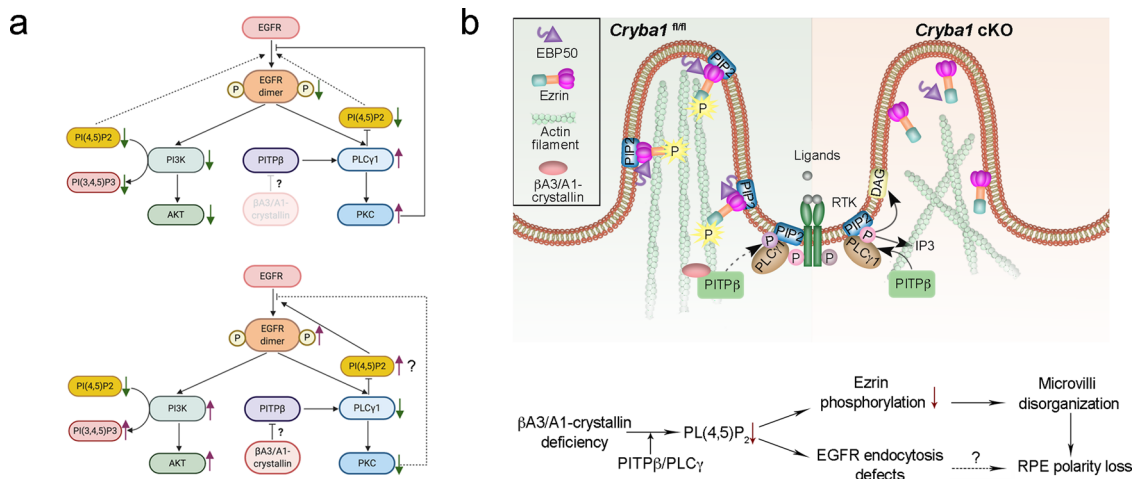 a
EGFR
P
EGFR
dimer
P
PI(4,5)P2
PI(4,5)P2
PI3K
PITPβ
PLCγ1
PI(3,4,5)P3
?
AKT
βA3/A1-
crystallin
PKC
EGFR
P
EGFR
dimer
P
PI(4,5)P2
?
PI(4,5)P2
PI3K
PITPβ
PLCγ1
PI(3,4,5)P3
?
AKT
βA3/A1-
crystallin
PKC
b
EBP50
Ezrin
Actin
filament
βA3/A1-
crystallin
Cryba1 fl/fl
Cryba1 cKO
PIP2
P
PIP2
P
PIP2
P
PIP2
P
PLCγ1
PITPβ
Ligands
RTK
P
P
DAG
PIP2
P
PLCγ1
IP3
PITPβ
βA3/A1-crystallin
deficiency
PITPβ/PLCγ
PL(4,5)P2
Ezrin
phosphorylation
Microvilli
disorganization
EGFR endocytosis
defects
?
RPE polarity loss